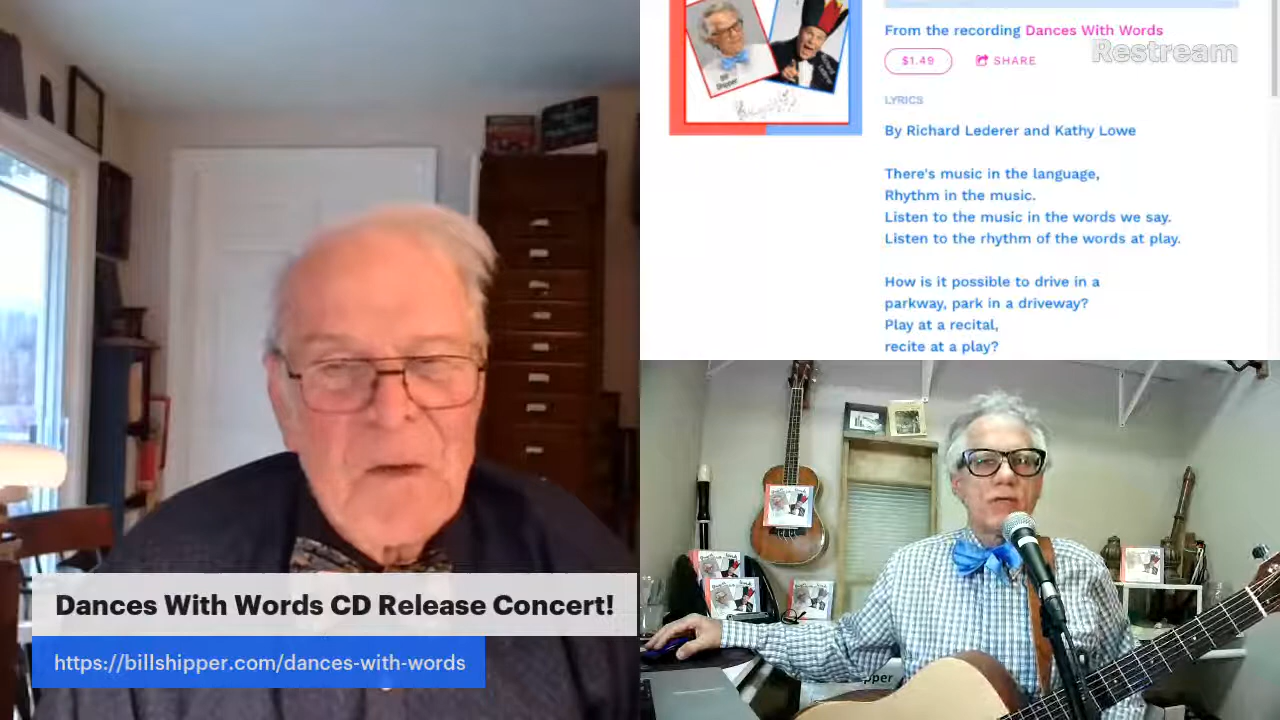 Dances With Words CD Release Concert!
https://billshipper.com/dances-with-words
Bill
Shipper
From the recording Dances With Words
Restream
$1.49
SHARE
LYRICS
By Richard Lederer and Kathy Lowe
There's music in the language,
Rhythm in the music.
Listen to the music in the words we say.
Listen to the rhythm of the words at play.
How is it possible to drive in a
parkway, park in a driveway?
Play at a recital,
recite at a play?